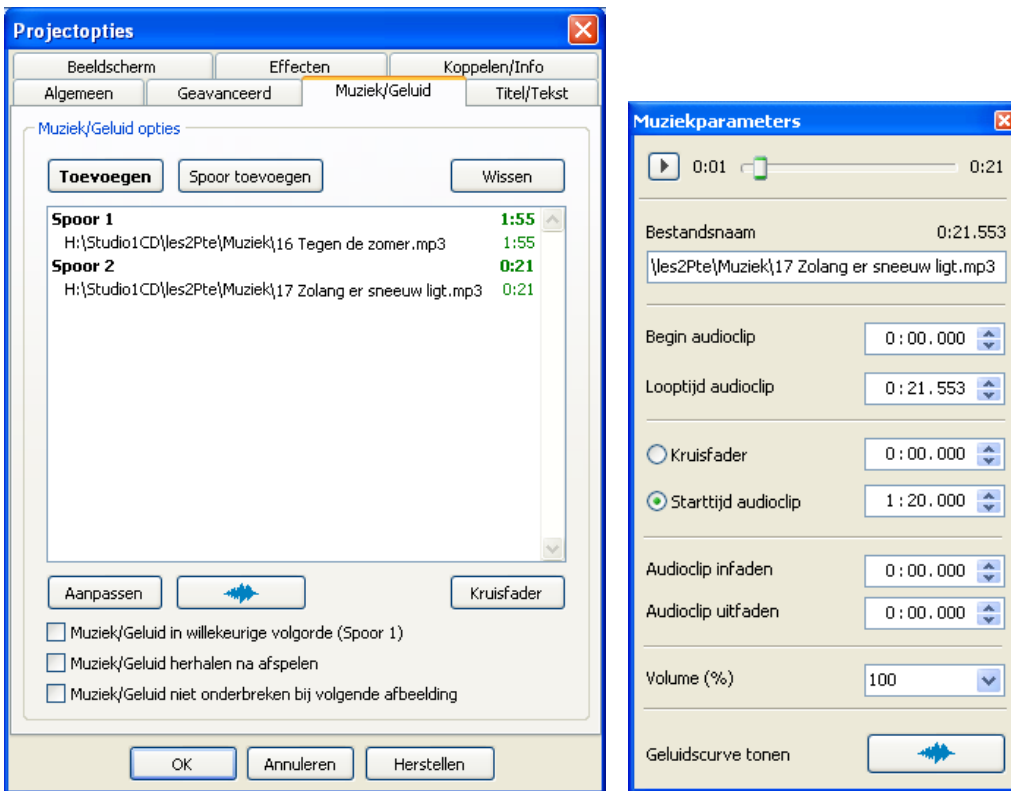 Projectopties
Beeldscherm Effecten Koppelen/Info
Algemeen Geavanceerd Muziek/Geluid Titel/Tekst
Muziek/Geluid opties
Toevoegen Spoor toevoegen Wissen
Spoor 1 1:55
H:\Studio1CD\les2Pte\Muziek\16 Tegen de zomer.mp3 1:55
Spoor 2 0:21
H:\Studio1CD\les2Pte\Muziek\17 Zolang er sneeuw ligt.mp3 0:21
Aanpassen Kruisfader
Muziek/Geluid in willekeurige volgorde (Spoor 1)
Muziek/Geluid herhalen na afspelen
Muziek/Geluid niet onderbreken bij volgende afbeelding
OK Annuleren Herstellen
Muziekparameters
0:01 0:21
Bestandsnaam 0:21.553
\les2Pte\Muziek\17 Zolang er sneeuw ligt.mp3
Begin audioclip 0:00.000
Looptijd audioclip 0:21.553
Kruisfader 0:00.000
Starttijd audioclip 1:20.000
Audioclip infaden 0:00.000
Audioclip uitfaden 0:00.000
Volume (%) 100
Geluidscurve tonen